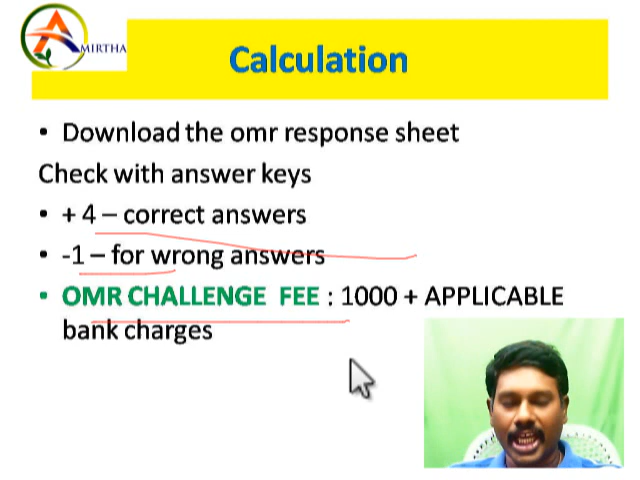 AMIRTHA
Calculation
• Download the omr response sheet
Check with answer keys
• + 4 – correct answers
• -1 – for wrong answers
• OMR CHALLENGE FEE : 1000 + APPLICABLE
bank charges